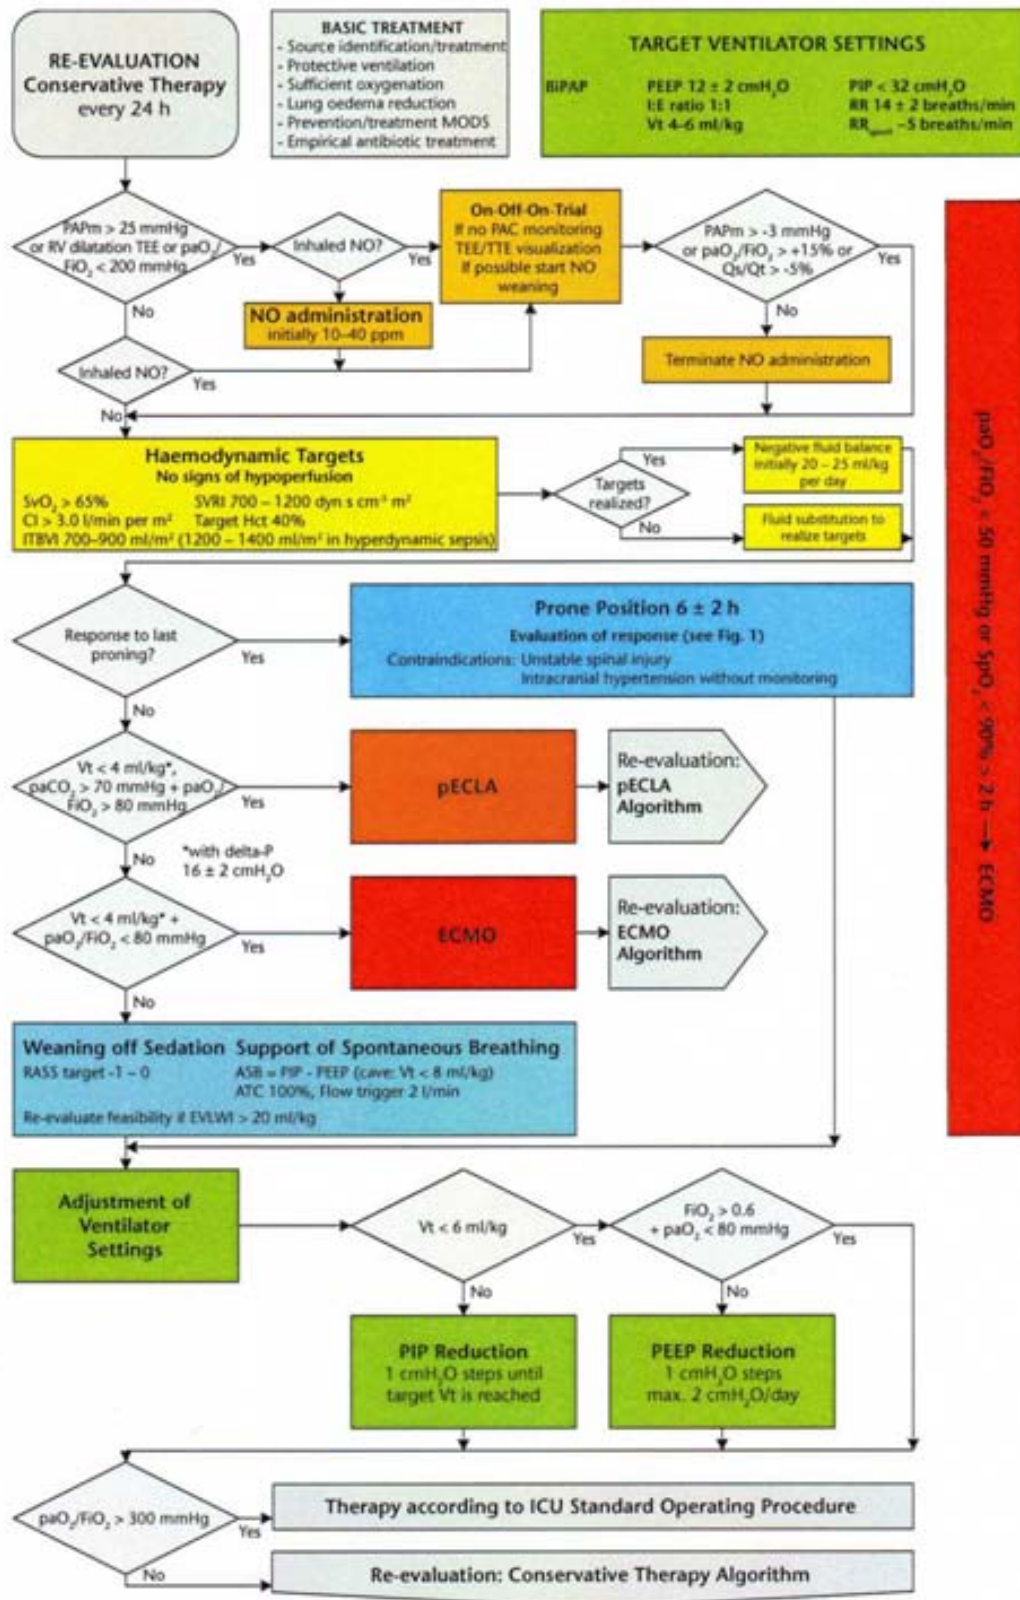 RE-EVALUATION
Conservative Therapy
every 24 h
BASIC TREATMENT
- Source identification/treatment
- Protective ventilation
- Sufficient oxygenation
- Lung oedema reduction
- Prevention/treatment MODS
- Empirical antibiotic treatment
TARGET VENTILATOR SETTINGS
BiPAP
PEEP 12 ± 2 cmH₂O
I:E ratio 1:1
Vt 4–6 ml/kg
PIP < 32 cmH₂O
RR 14 ± 2 breaths/min
~5 breaths/min
PAPm > 25 mmHg
or RV dilatation TEE or paO₂/
FiO₂ < 200 mmHg
Yes
No
Inhaled NO?
Yes
NO administration
initially 10–40 ppm
On-Off-On-Trial
If no PAC monitoring
TEE/TTE visualization
If possible start NO
weaning
PAPm > -3 mmHg
or paO₂/FiO₂ > +15% or
Qs/Qt > -5%
Yes
No
Terminate NO administration
Inhaled NO?
Yes
No
Haemodynamic Targets
No signs of hypoperfusion
SvO₂ > 65%
CI > 3.0 l/min per m²
SVRI 700 – 1200 dyn s cm⁻⁵ m²
Target Hct 40%
ITBVI 700–900 ml/m² (1200 – 1400 ml/m² in hyperdynamic sepsis)
Targets
realized?
Yes
No
Negative fluid balance
initially 20 – 25 ml/kg
per day
Fluid substitution to
realize targets
Response to last
proning?
Yes
No
Prone Position 6 ± 2 h
Evaluation of response (see Fig. 1)
Contraindications: Unstable spinal injury
Intracranial hypertension without monitoring
Vt < 4 ml/kg*,
paCO₂ > 70 mmHg + paO₂/
FiO₂ > 80 mmHg
Yes
No
pECLA
Re-evaluation:
pECLA
Algorithm
*with delta-P
16 ± 2 cmH₂O
Vt < 4 ml/kg* +
paO₂/FiO₂ < 80 mmHg
Yes
No
ECMO
Re-evaluation:
ECMO
Algorithm
Weaning off Sedation
RASS target -1 – 0
Support of Spontaneous Breathing
ASB = PIP - PEEP (cave: Vt < 8 ml/kg)
ATC 100%, Flow trigger 2 l/min
Re-evaluate feasibility if EVLWI > 20 ml/kg
Adjustment of
Ventilator
Settings
Vt < 6 ml/kg
Yes
No
FiO₂ > 0.6
+ paO₂ < 80 mmHg
Yes
No
PIP Reduction
1 cmH₂O steps until
target Vt is reached
PEEP Reduction
1 cmH₂O steps
max. 2 cmH₂O/day
paO₂/FiO₂ > 300 mmHg
Yes
No
Therapy according to ICU Standard Operating Procedure
Re-evaluation: Conservative Therapy Algorithm
paO₂/FiO₂ < 50 mmHg or SpO₂ < 90% > 2 h → ECMO